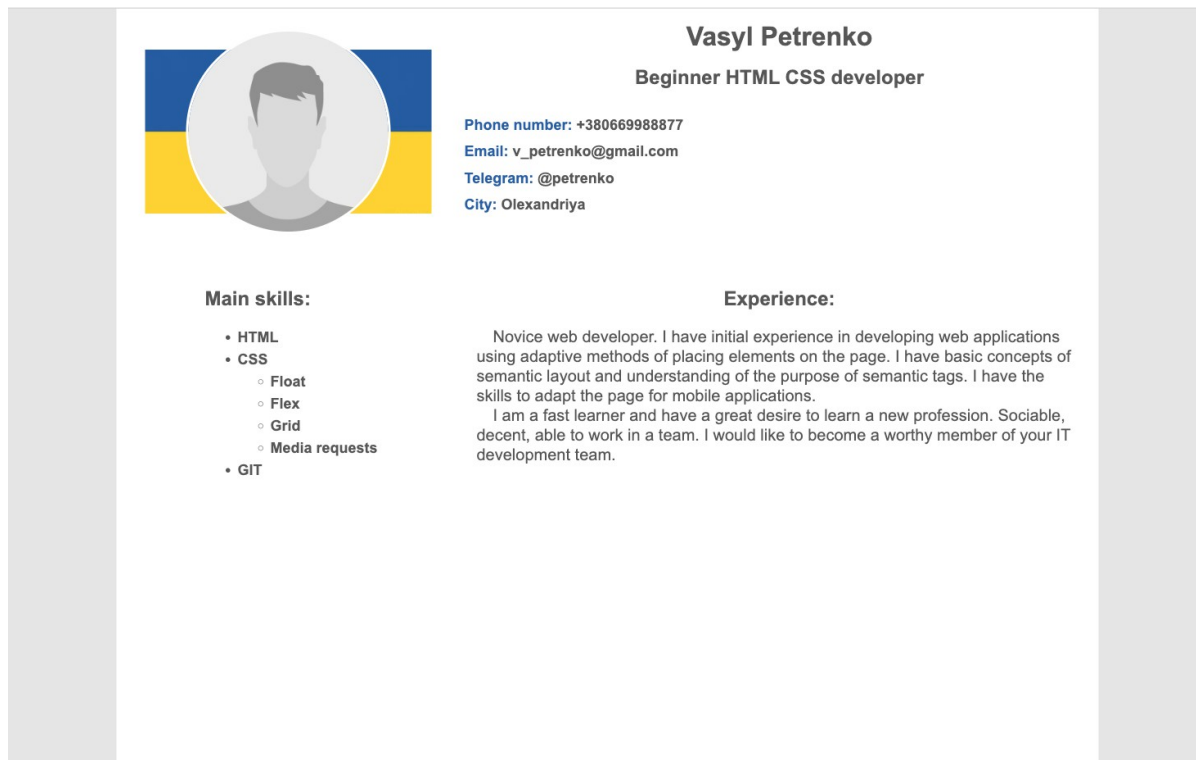 Vasyl Petrenko
Beginner HTML CSS developer
Phone number: +380669988877
Email: v_petrenko@gmail.com
Telegram: @petrenko
City: Olexandriya
Main skills:
• HTML
• CSS
◦ Float
◦ Flex
◦ Grid
◦ Media requests
• GIT
Experience:
Novice web developer. I have initial experience in developing web applications
using adaptive methods of placing elements on the page. I have basic concepts of
semantic layout and understanding of the purpose of semantic tags. I have the
skills to adapt the page for mobile applications.
I am a fast learner and have a great desire to learn a new profession. Sociable,
decent, able to work in a team. I would like to become a worthy member of your IT
development team.